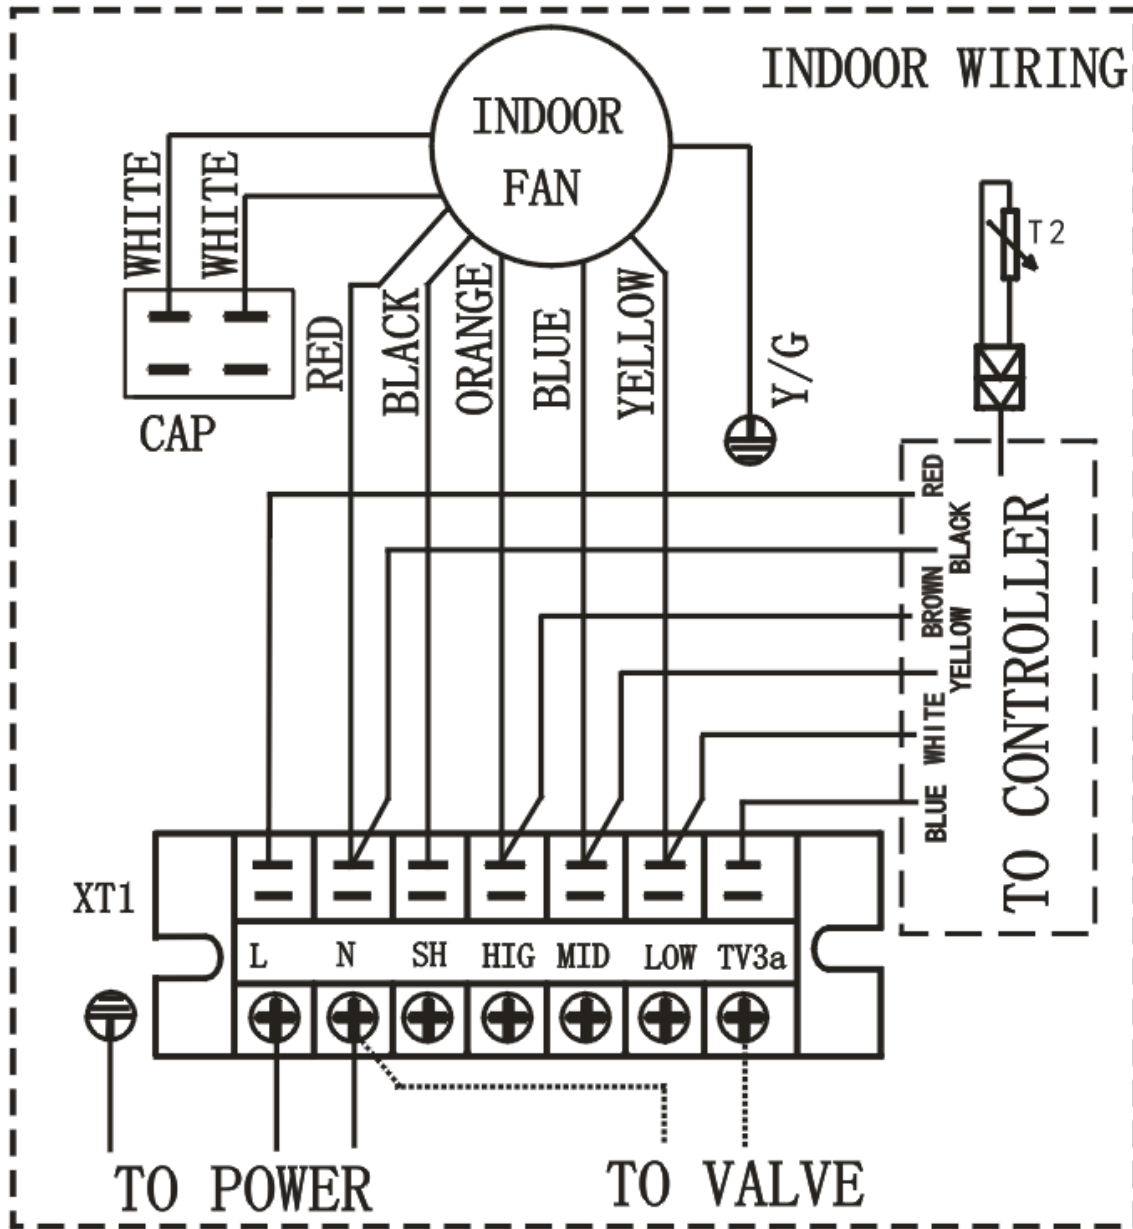 INDOOR WIRING
INDOOR
FAN
WHITE
WHITE
T2
RED
BLACK
ORANGE
BLUE
YELLOW
Y/G
CAP
RED
BLACK
BROWN
YELLOW
WHITE
BLUE
TO CONTROLLER
XT1
L N SH HIG MID LOW TV3a
TO POWER
TO VALVE